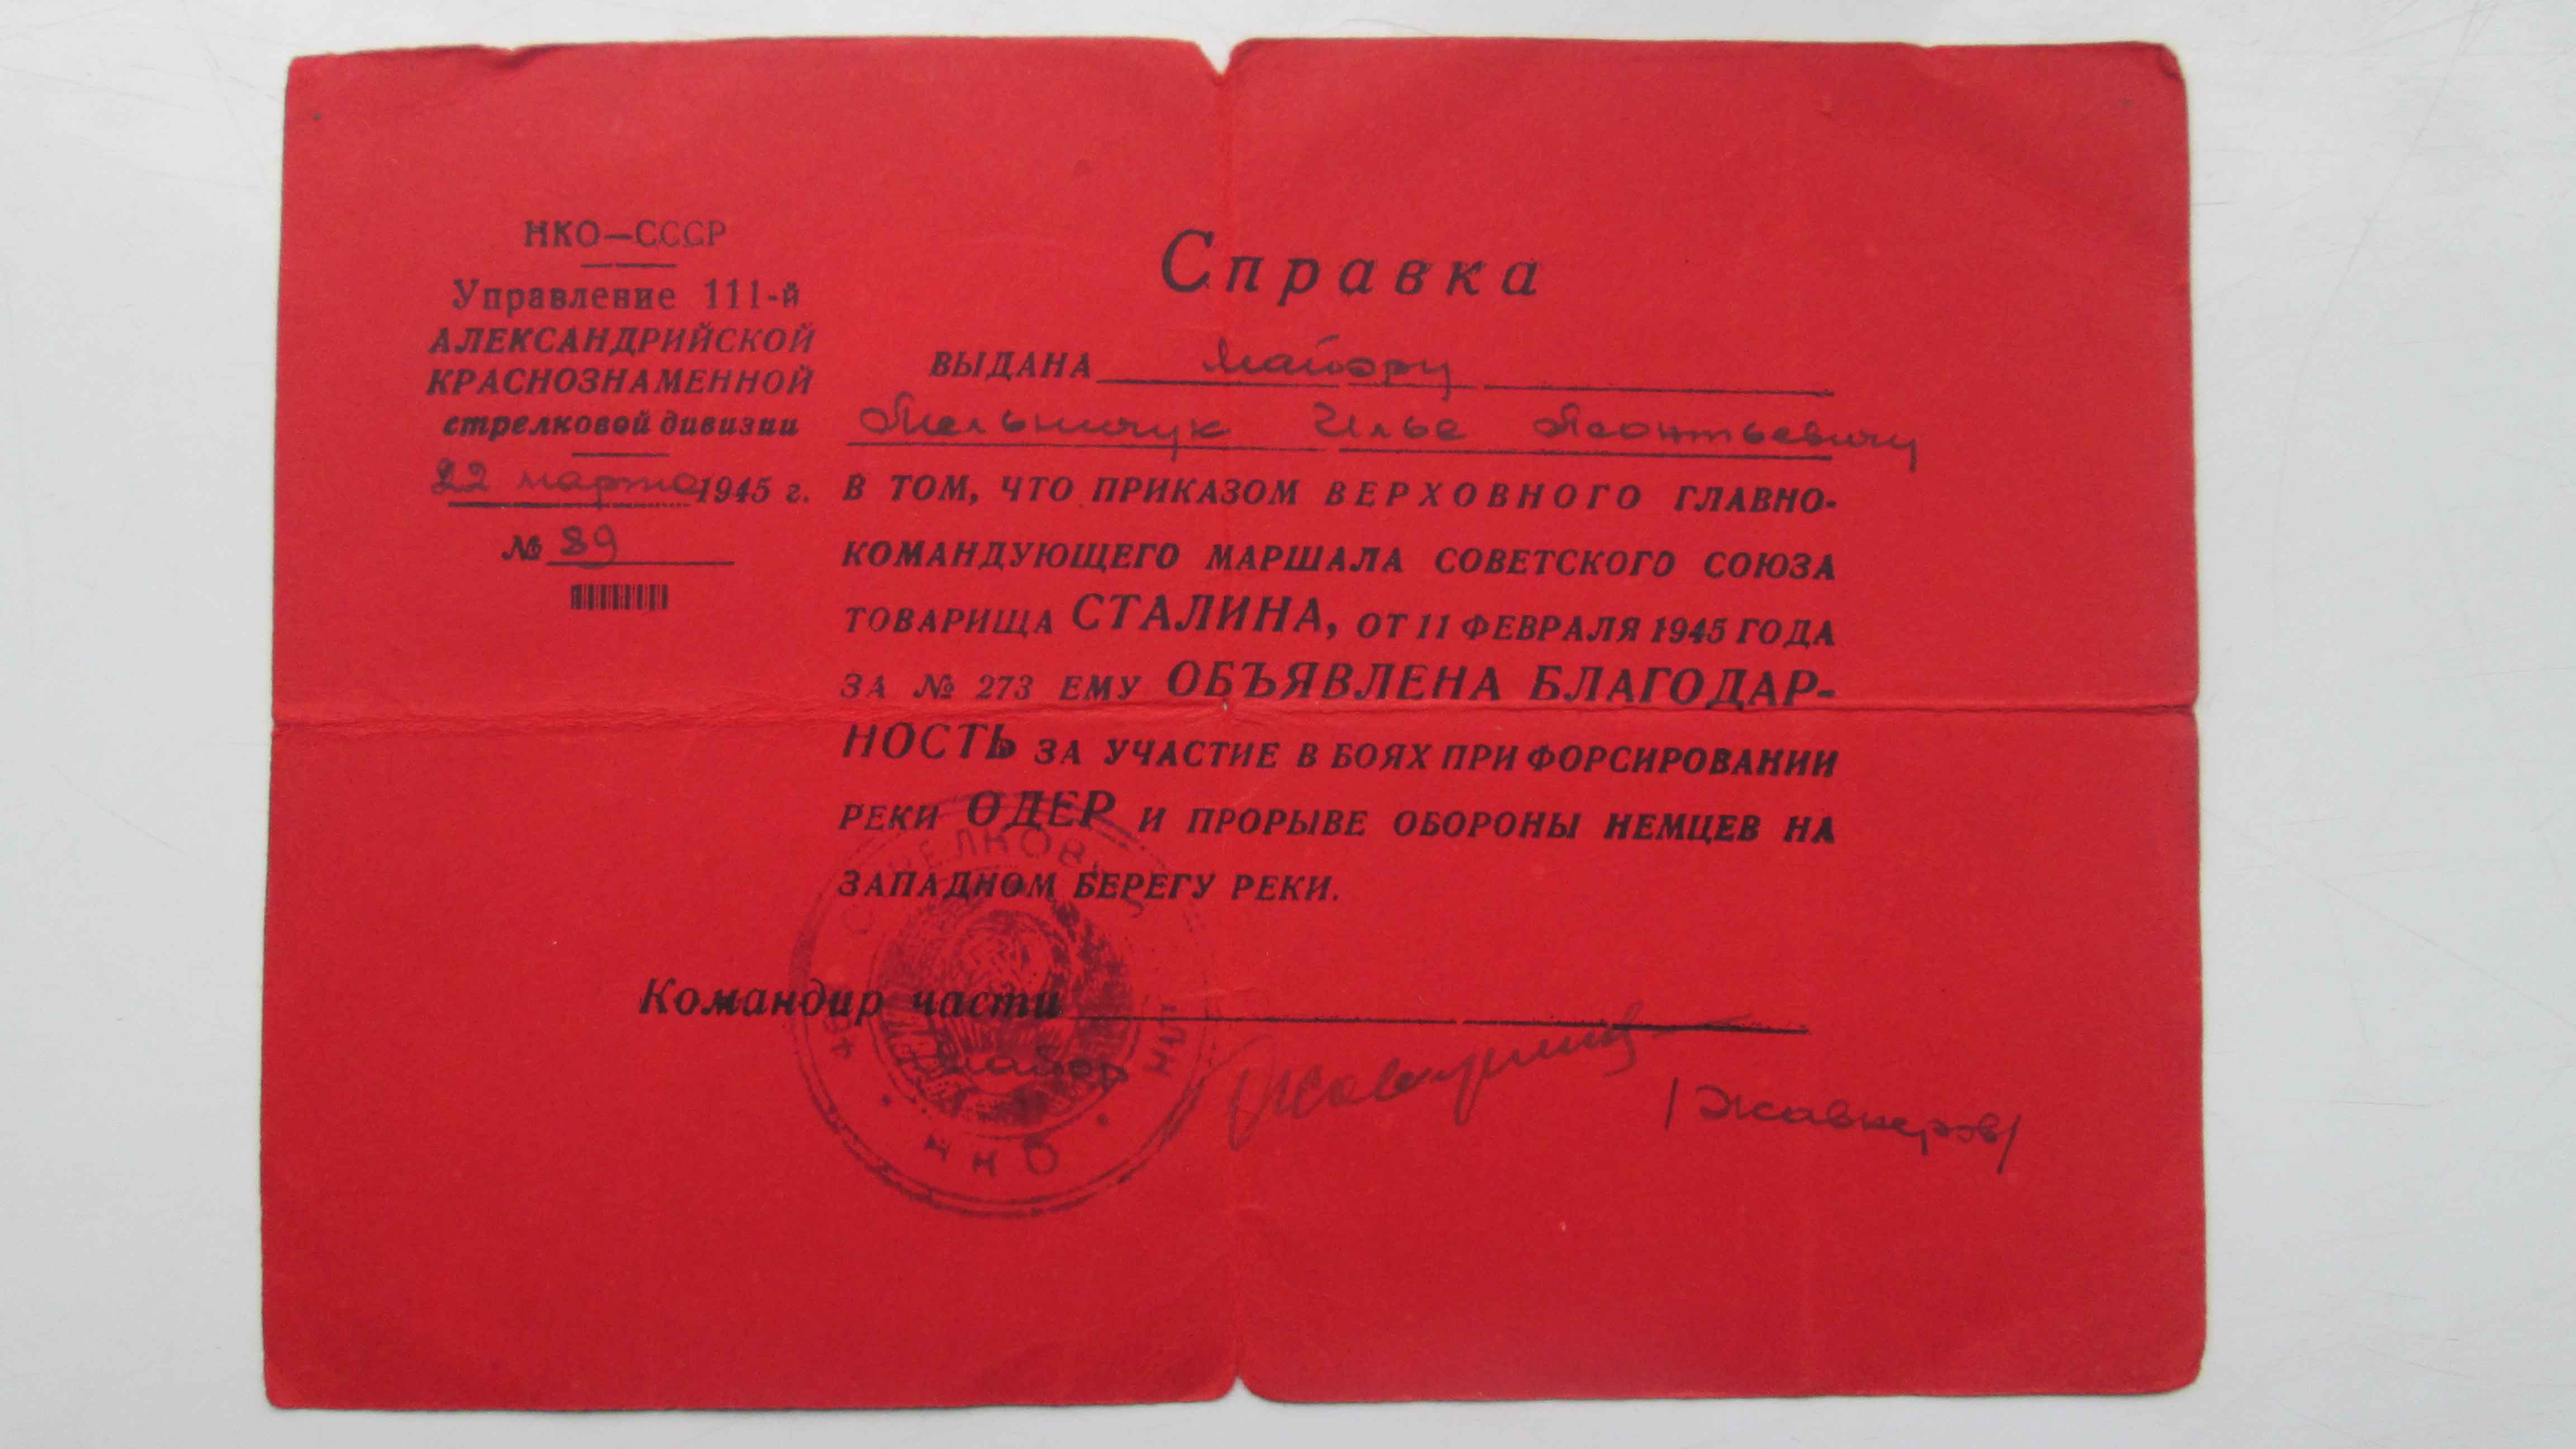 НКО—СССР
Управление 111-й
АЛЕКСАНДРИЙСКОЙ
КРАСНОЗНАМЕННОЙ
стрелковой дивизии
22 марта 1945 г.
№ 89
Справка
ВЫДАНА Майору
Мельничук Илье Леонтьевичу
В ТОМ, ЧТО ПРИКАЗОМ ВЕРХОВНОГО ГЛАВНО-
КОМАНДУЮЩЕГО МАРШАЛА СОВЕТСКОГО СОЮЗА
ТОВАРИЩА СТАЛИНА, ОТ 11 ФЕВРАЛЯ 1945 ГОДА
ЗА № 273 ЕМУ ОБЪЯВЛЕНА БЛАГОДАР-
НОСТЬ ЗА УЧАСТИЕ В БОЯХ ПРИ ФОРСИРОВАНИИ
РЕКИ ОДЕР И ПРОРЫВЕ ОБОРОНЫ НЕМЦЕВ НА
ЗАПАДНОМ БЕРЕГУ РЕКИ.
Командир части
майор
НКО